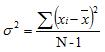 σ² = ∑(xi-x̅)² / N-1